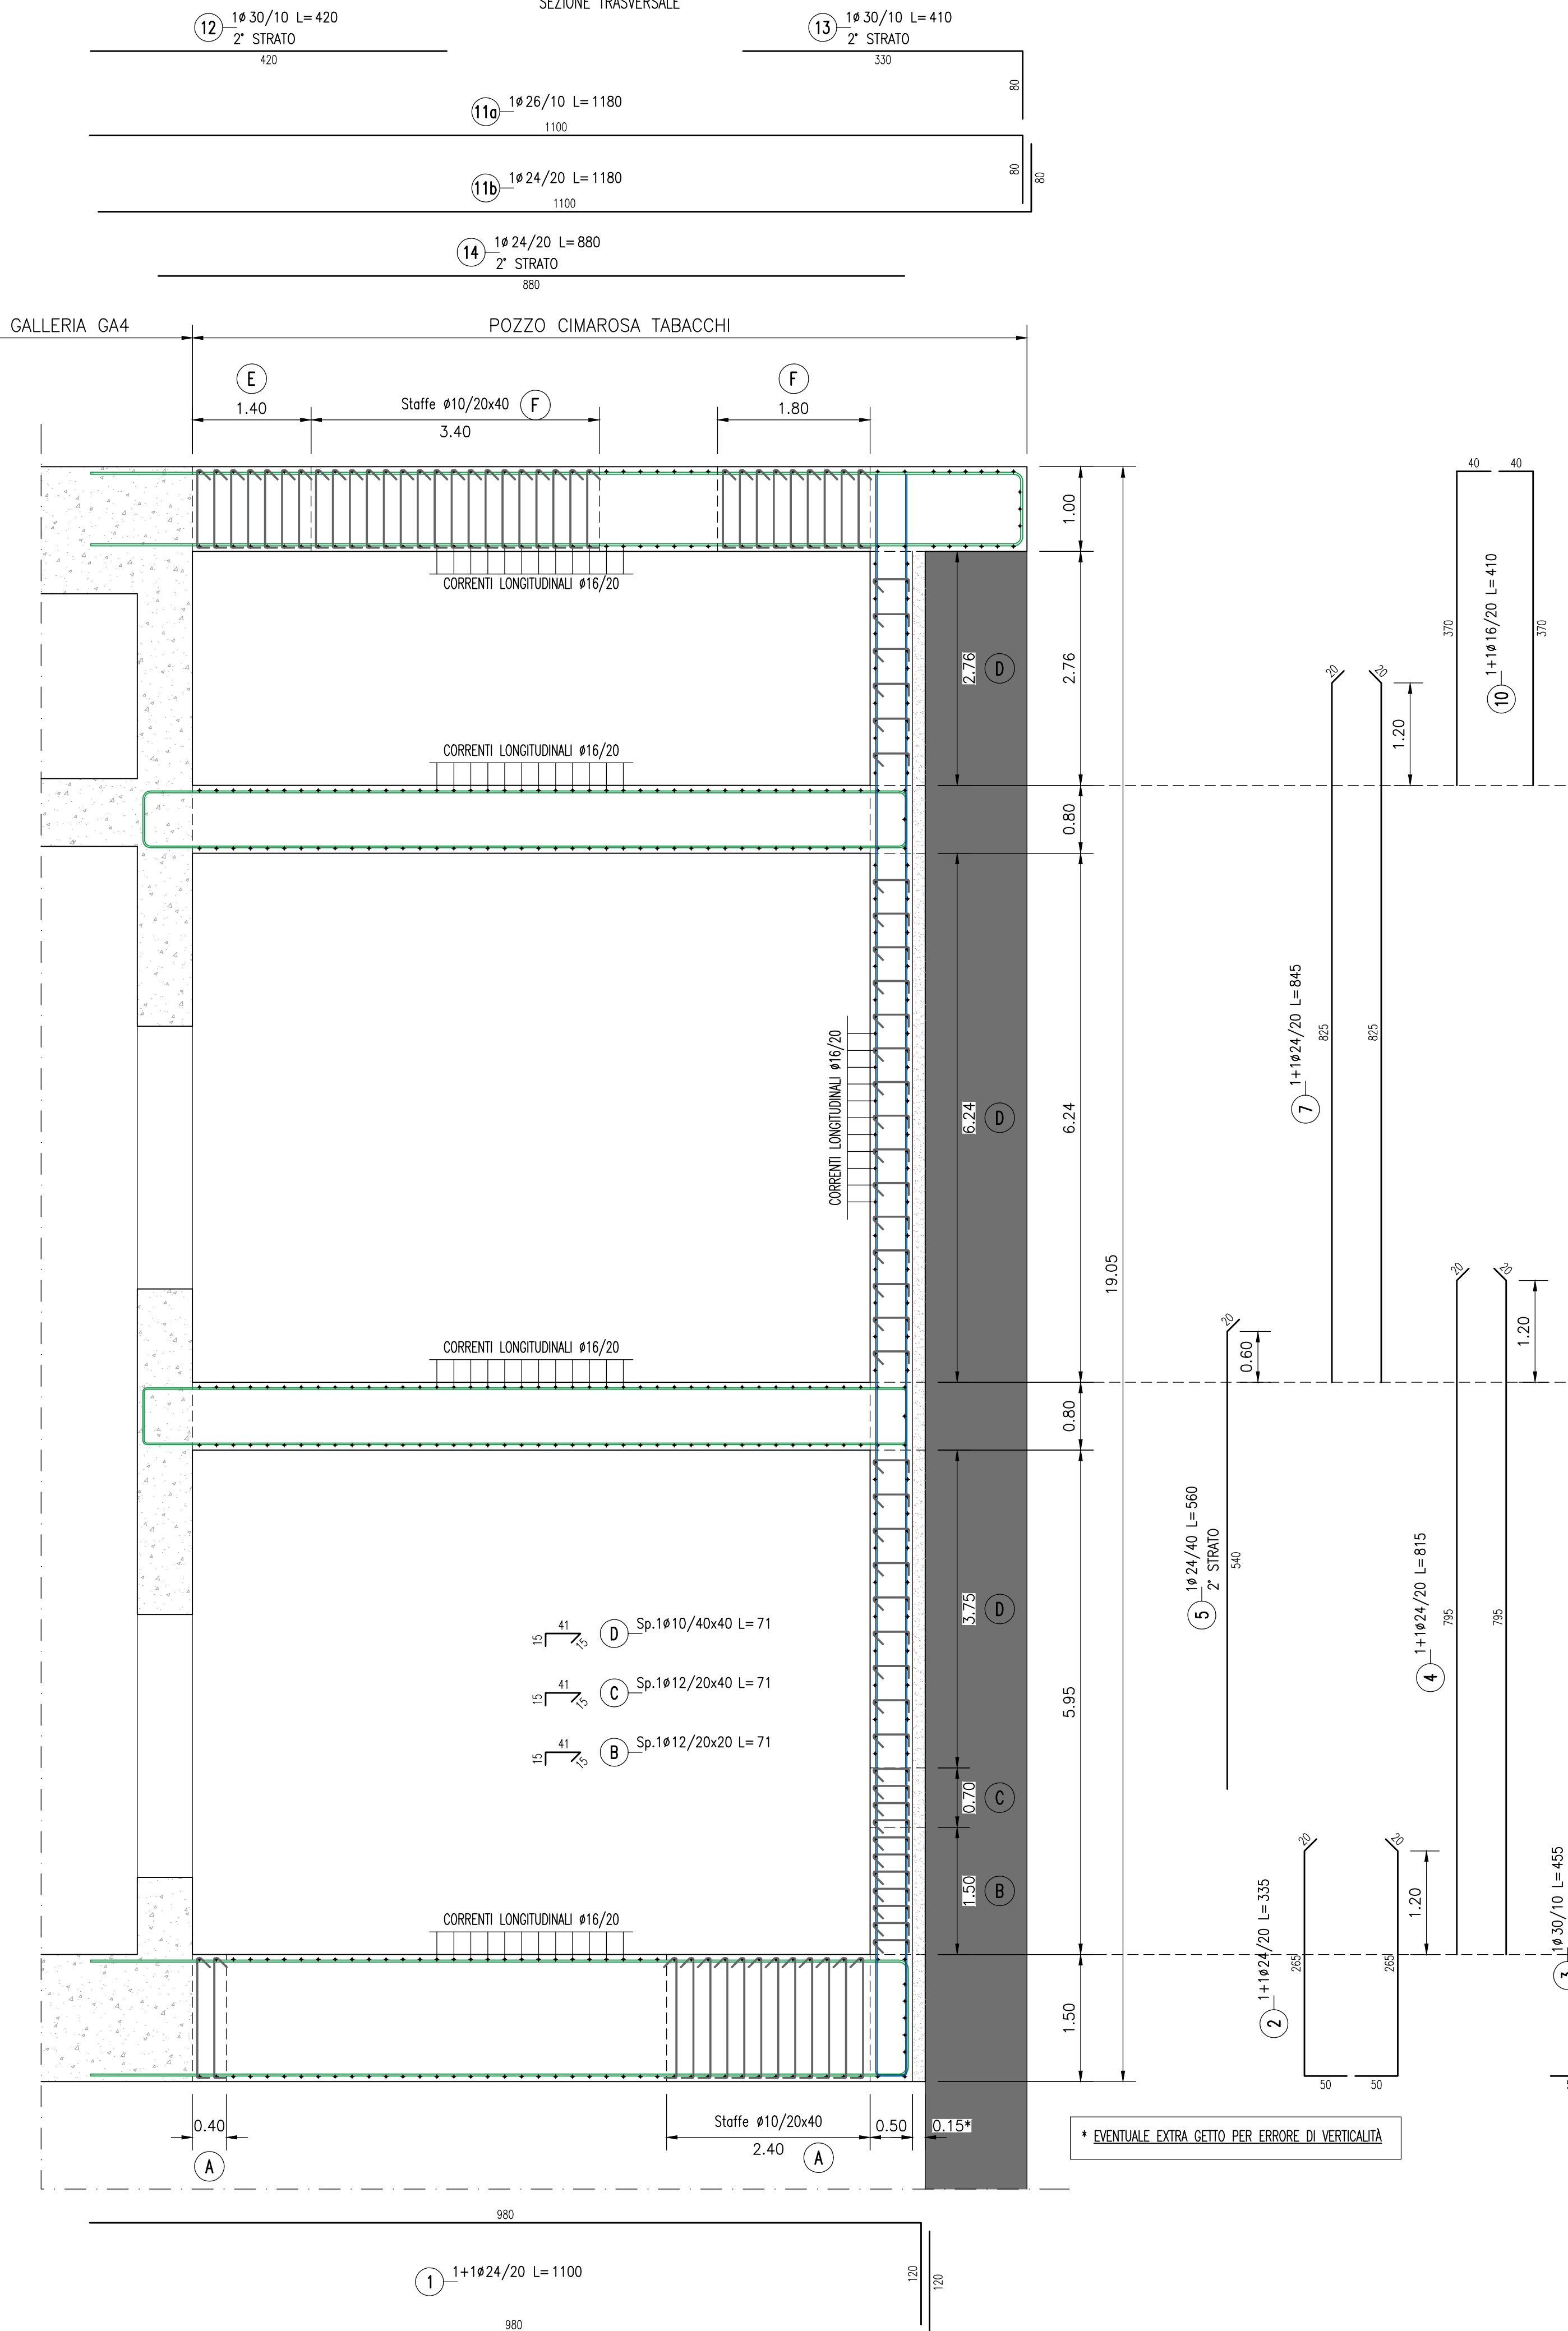 SEZIONE TRASVERSALE
12
1ø30/10 L=420
2° STRATO
420
13
1ø30/10 L=410
2° STRATO
330
80
11a
1ø26/10 L=1180
1100
80
11b
1ø24/20 L=1180
1100
80
14
1ø24/20 L=880
2° STRATO
880
GALLERIA GA4
POZZO CIMAROSA TABACCHI
E
1.40
Staffe ø10/20x40
F
3.40
F
1.80
CORRENTI LONGITUDINALI ø16/20
1.00
2.76
D
2.76
CORRENTI LONGITUDINALI ø16/20
0.80
6.24
D
6.24
CORRENTI LONGITUDINALI ø16/20
19.05
CORRENTI LONGITUDINALI ø16/20
0.80
3.75
D
5.95
41
15
15
D
Sp.1ø10/40x40 L=71
41
15
15
C
Sp.1ø12/20x40 L=71
41
15
15
B
Sp.1ø12/20x20 L=71
0.70
C
1.50
B
CORRENTI LONGITUDINALI ø16/20
1.50
0.40
A
Staffe ø10/20x40
2.40
A
0.50
0.15*
* EVENTUALE EXTRA GETTO PER ERRORE DI VERTICALITÀ
40
40
370
10
1+1ø16/20 L=410
370
20
20
1.20
7
1+1ø24/20 L=845
825
825
20
0.60
5
1ø24/40 L=560
2° STRATO
540
20
20
1.20
4
1+1ø24/20 L=815
795
795
20
20
1.20
2
1+1ø24/20 L=335
265
265
50
50
3
1ø30/10 L=455
980
1
1+1ø24/20 L=1100
120
120
980